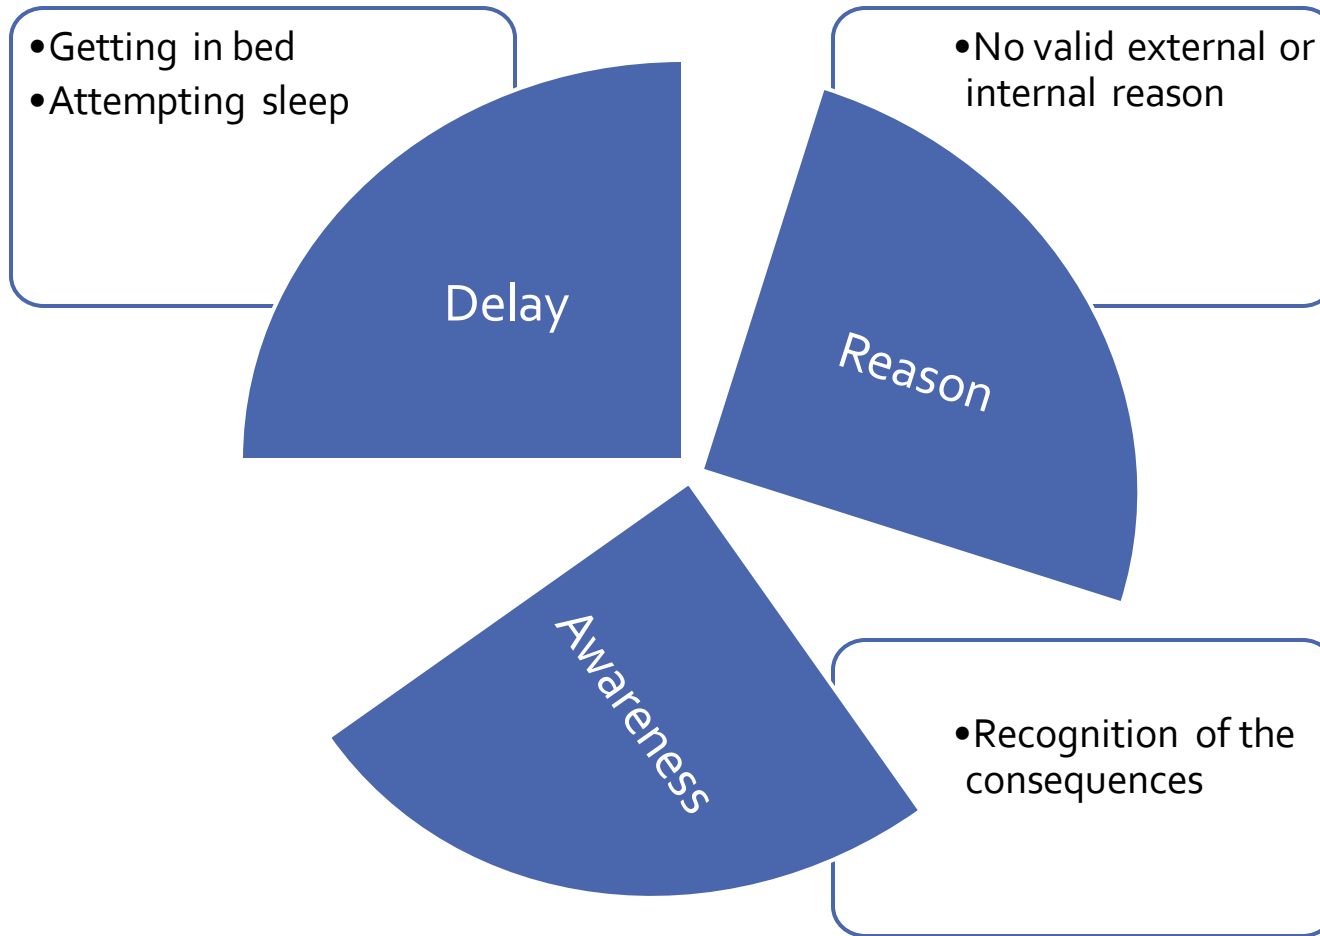 •Getting in bed
•Attempting sleep
•No valid external or
internal reason
Delay
Reason
Awareness
•Recognition of the
consequences